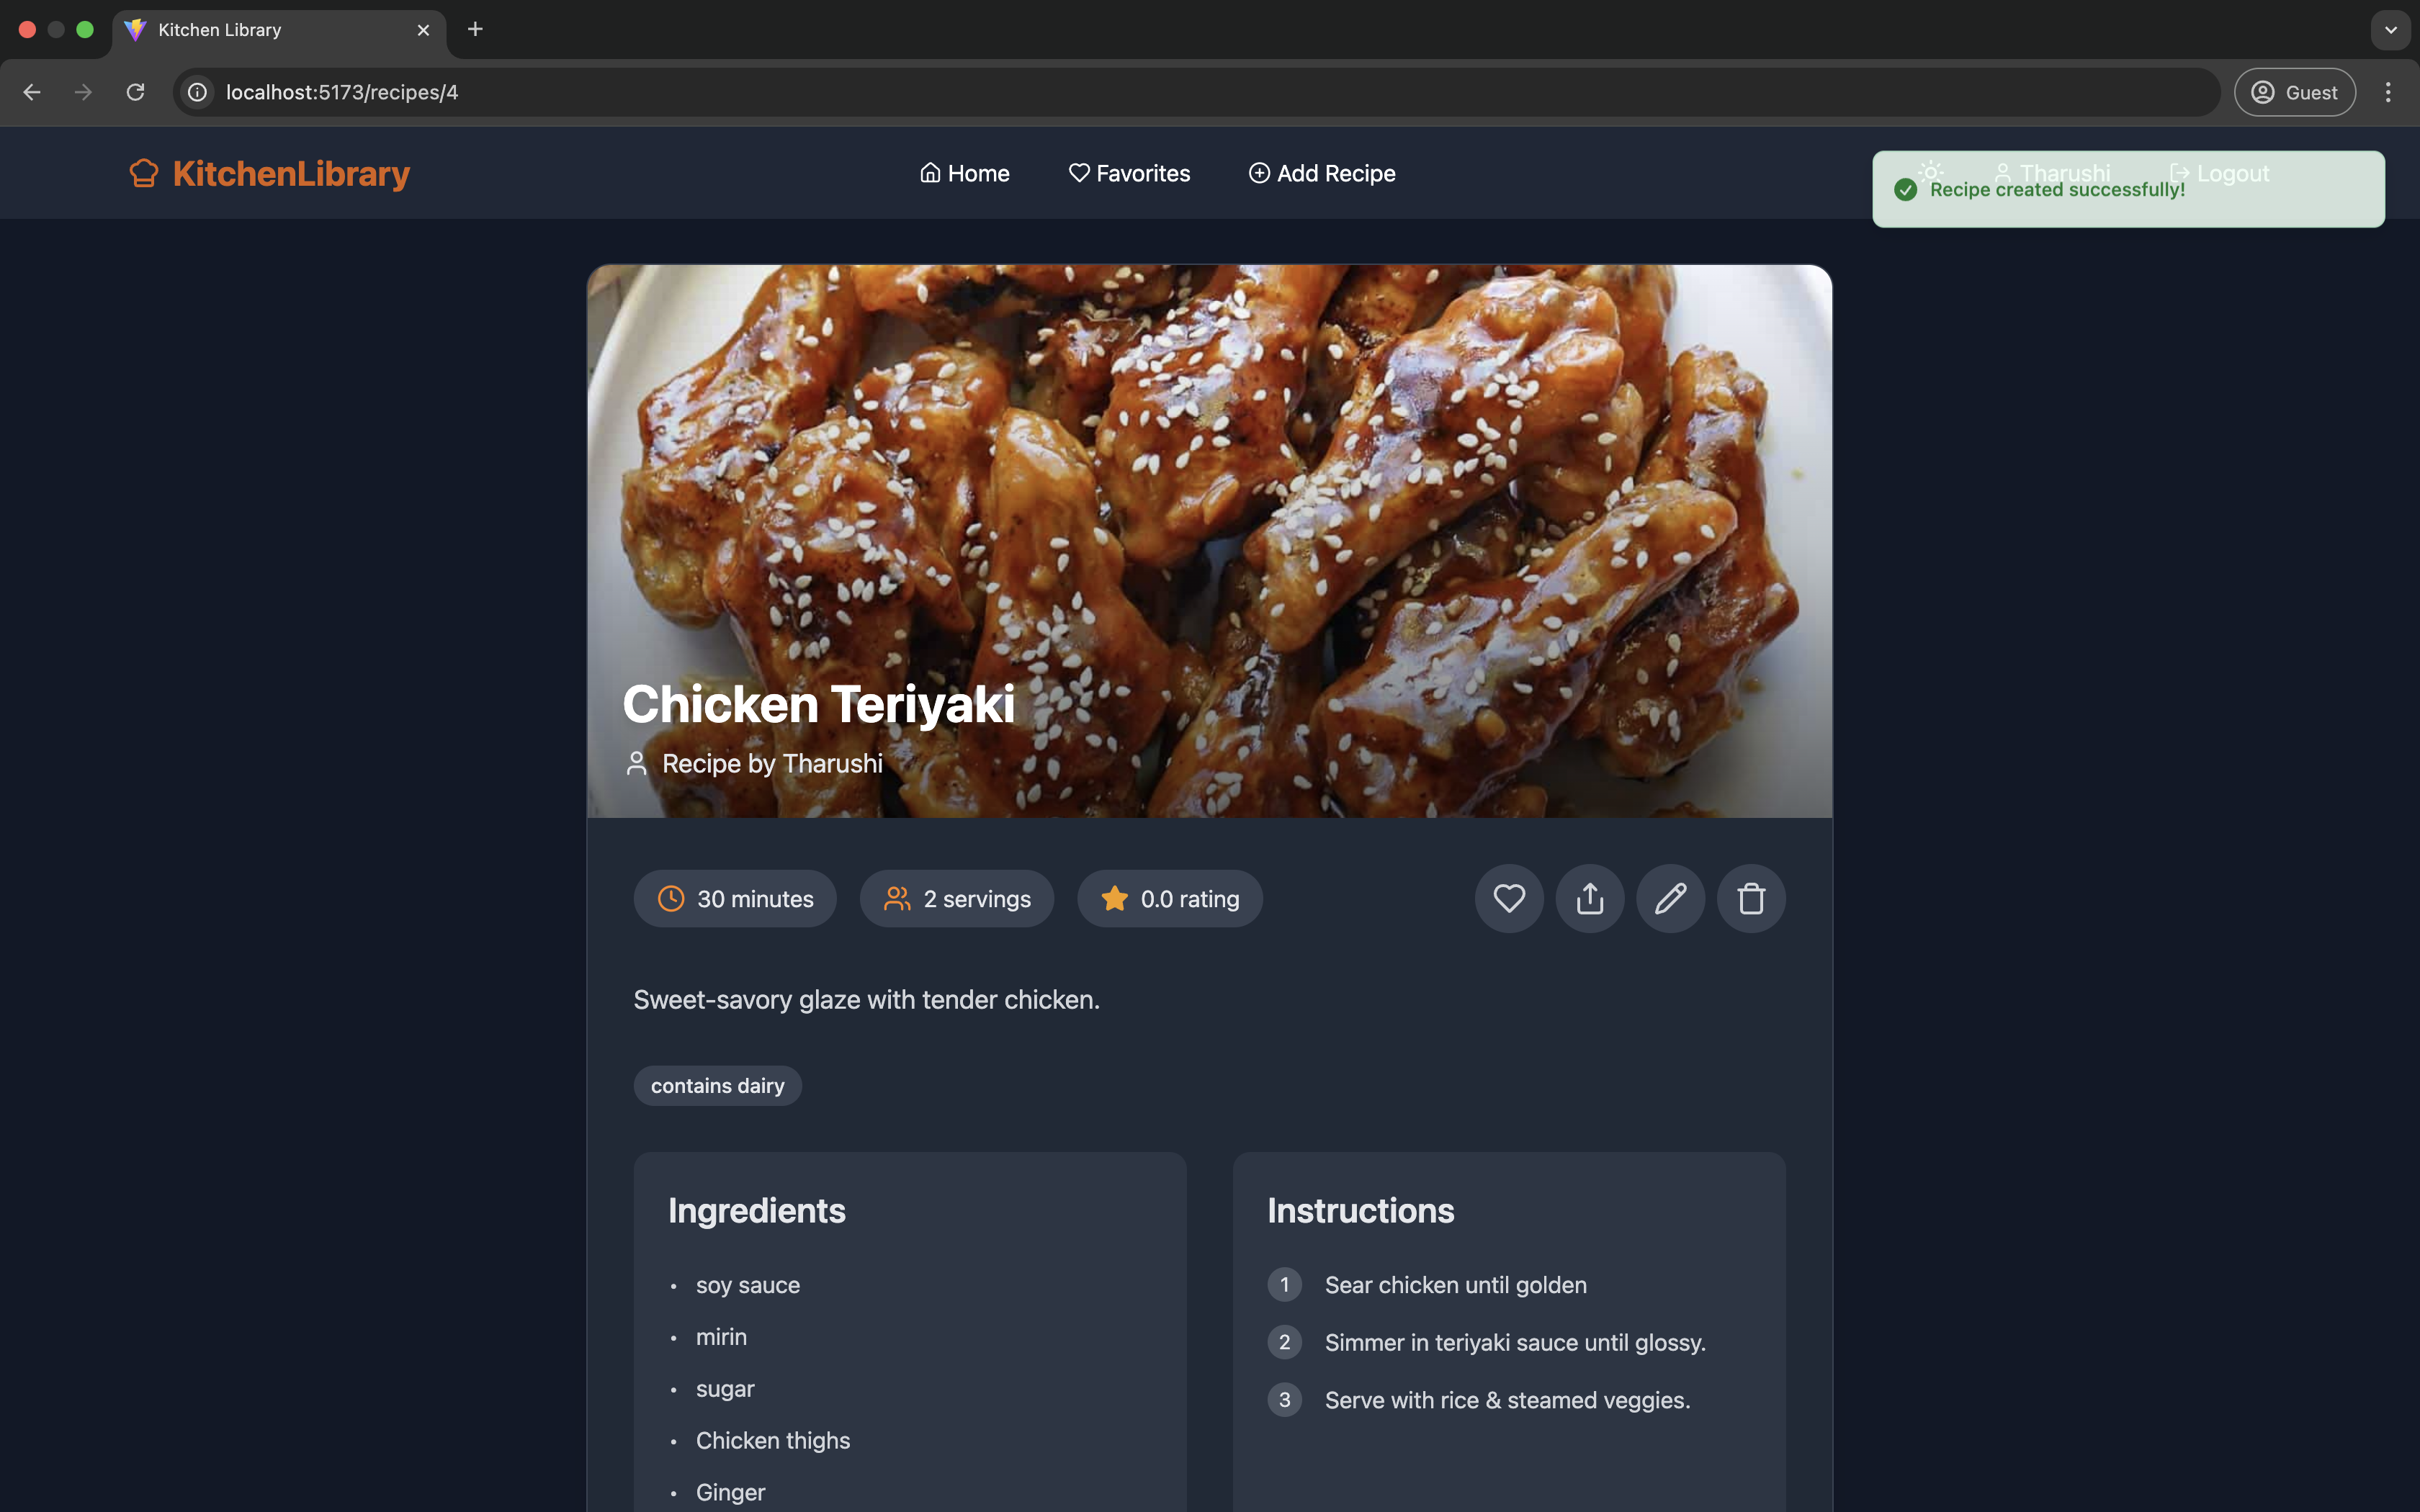 Kitchen Library
localhost:5173/recipes/4
Guest
KitchenLibrary
Home
Favorites
Add Recipe
Tharushi
Logout
Recipe created successfully!
Chicken Teriyaki
Recipe by Tharushi
30 minutes
2 servings
0.0 rating
Sweet-savory glaze with tender chicken.
contains dairy
Ingredients
• soy sauce
• mirin
• sugar
• Chicken thighs
• Ginger
Instructions
1 Sear chicken until golden
2 Simmer in teriyaki sauce until glossy.
3 Serve with rice & steamed veggies.